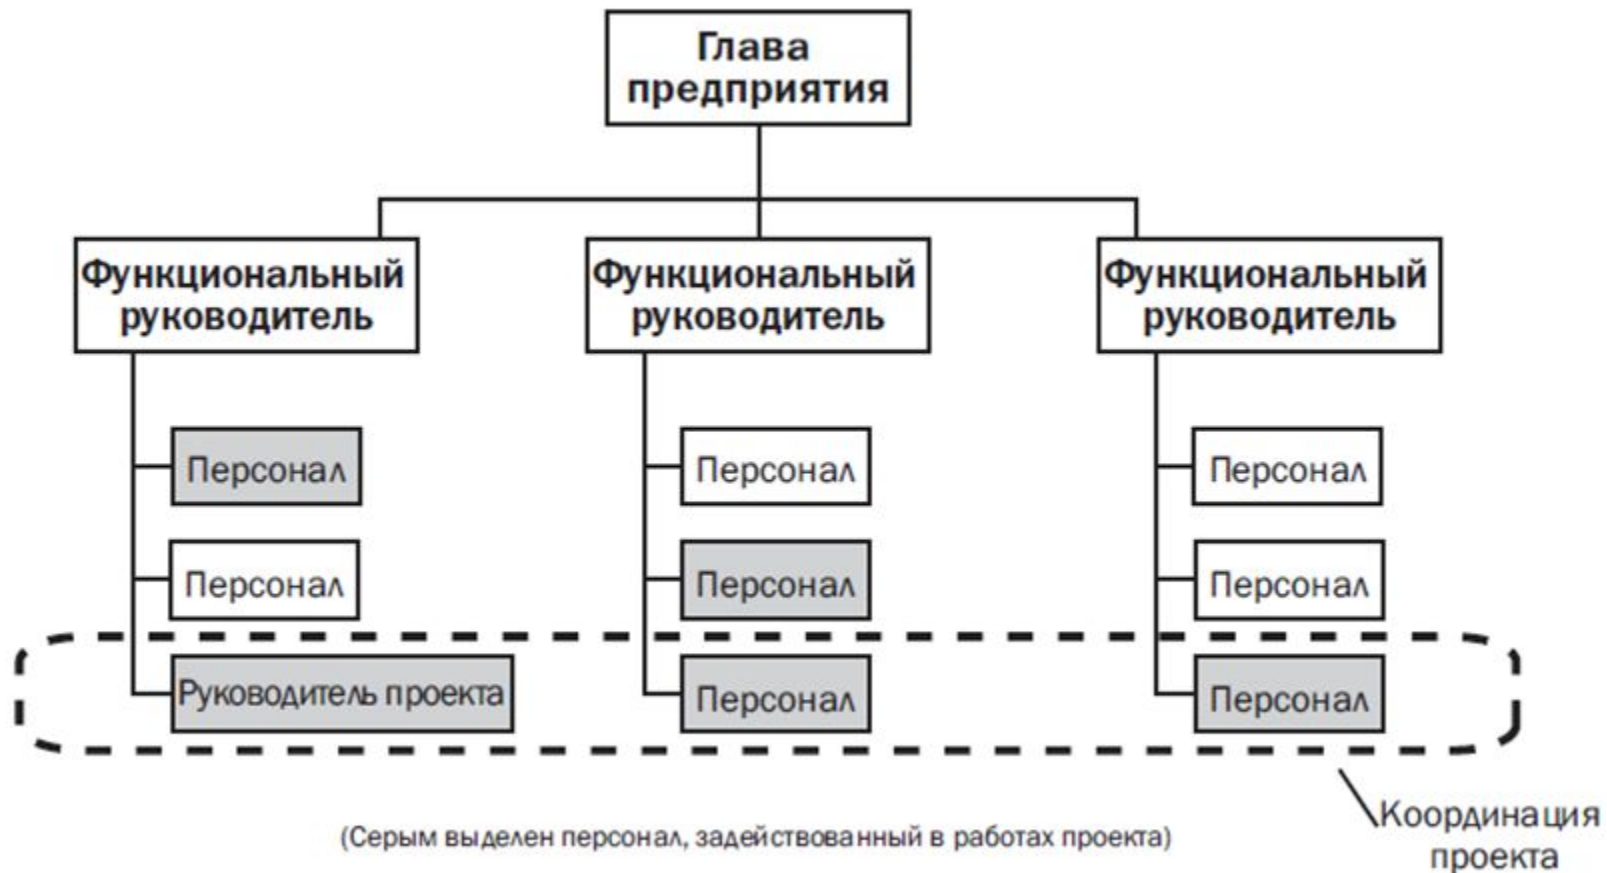 Глава
предприятия
Функциональный
руководитель
Функциональный
руководитель
Функциональный
руководитель
Персонал
Персонал
Персонал
Персонал
Персонал
Персонал
Руководитель проекта
Персонал
Персонал
(Серым выделен персонал, задействованный в работах проекта)
Координация
проекта